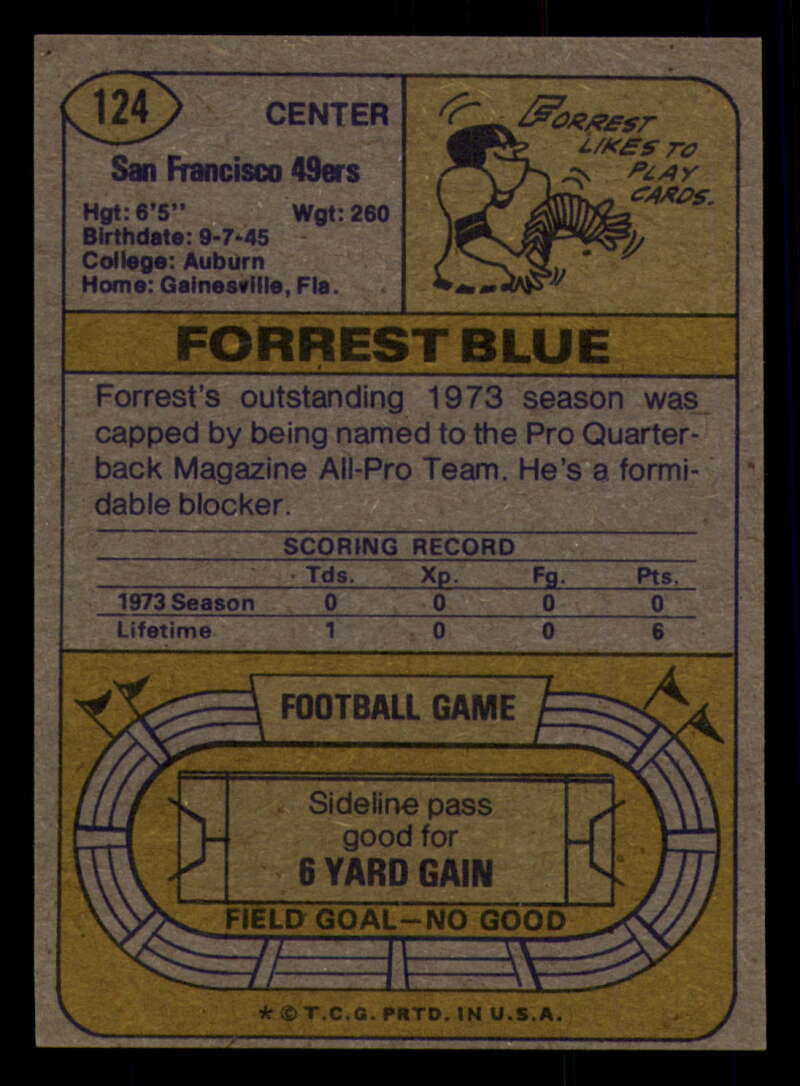 124
CENTER
San Francisco 49ers
Hgt: 6'5" Wgt: 260
Birthdate: 9-7-45
College: Auburn
Home: Gainesville, Fla.
FORREST
LIKES TO
PLAY
CARDS.
FORREST BLUE
Forrest's outstanding 1973 season was
capped by being named to the Pro Quarter-
back Magazine All-Pro Team. He's a formi-
dable blocker.
SCORING RECORD
Tds. Xp. Fg. Pts.
1973 Season 0 0 0 0
Lifetime 1 0 0 6
FOOTBALL GAME
Sideline pass
good for
6 YARD GAIN
FIELD GOAL—NO GOOD
* © T.C.G. PRTD. IN U.S.A.